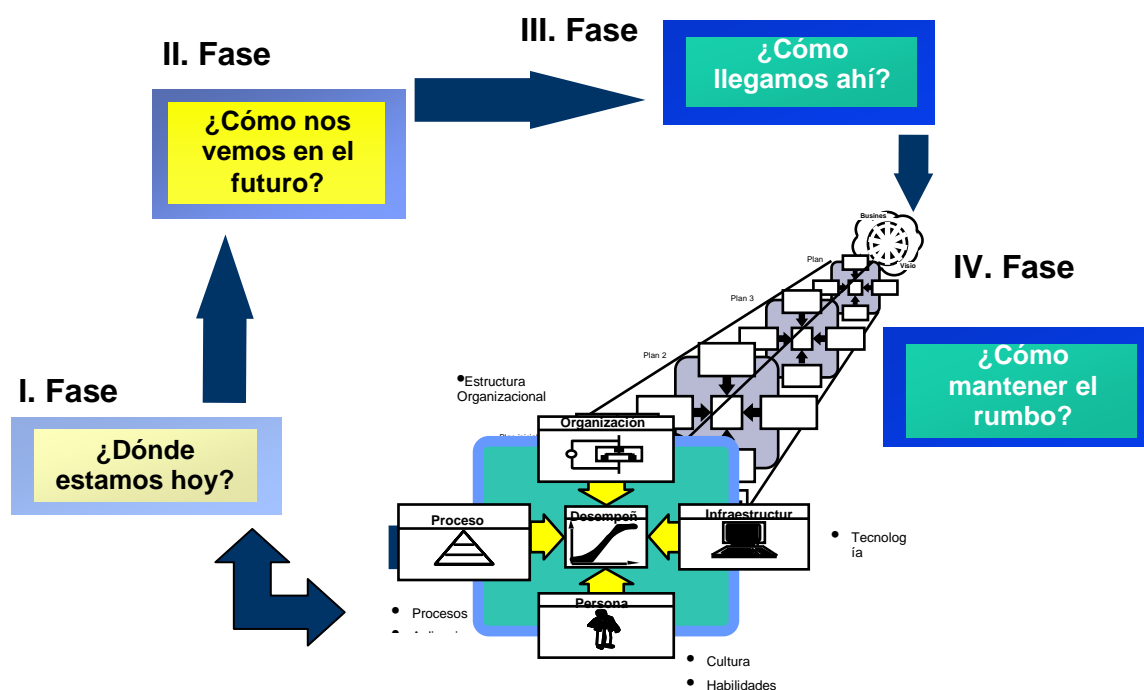 III. Fase
II. Fase
¿Cómo
llegamos ahí?
¿Cómo nos
vemos en el
futuro?
Busines
Visio
Plan
IV. Fase
Plan 3
¿Cómo
mantener el
rumbo?
Plan 2
I. Fase
•Estructura
Organizacional
¿Dónde
estamos hoy?
Organización
Proceso
Desempeñ
Infraestructur
• Tecnolog
ía
Persona
• Procesos
• Cultura
• Habilidades